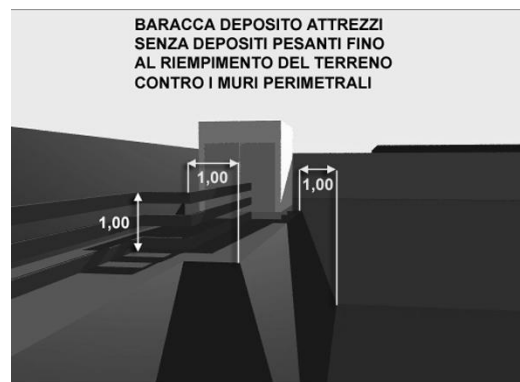 BARACCA DEPOSITO ATTREZZI
SENZA DEPOSITI PESANTI FINO
AL RIEMPIMENTO DEL TERRENO
CONTRO I MURI PERIMETRALI
1,00
1,00
1,00